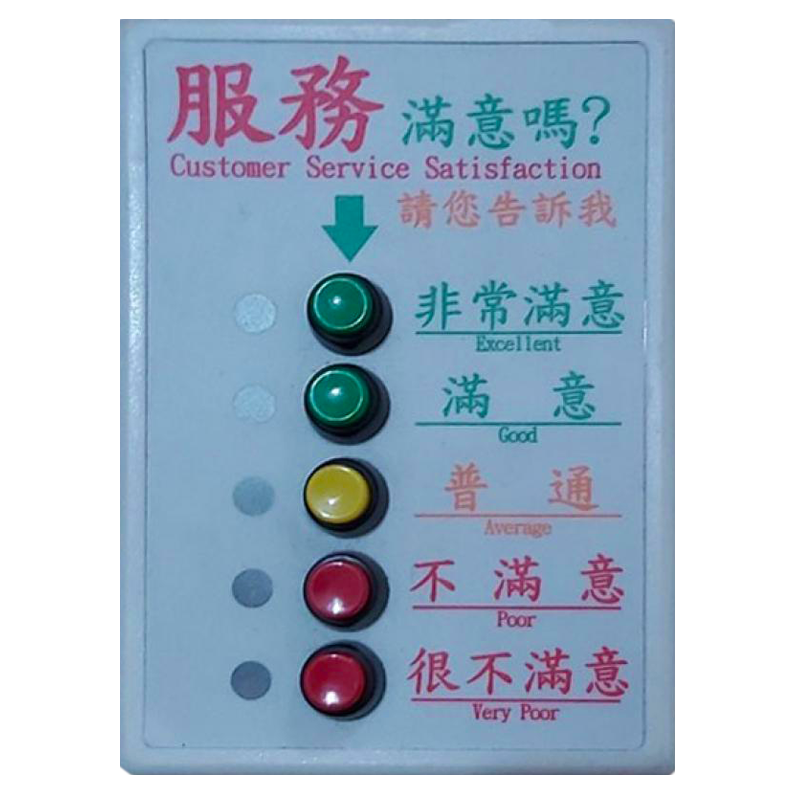 服務 滿意嗎?
Customer Service Satisfaction
請您告訴我
非常滿意
Excellent
滿 意
Good
普 通
Average
不 滿 意
Poor
很不滿意
Very Poor